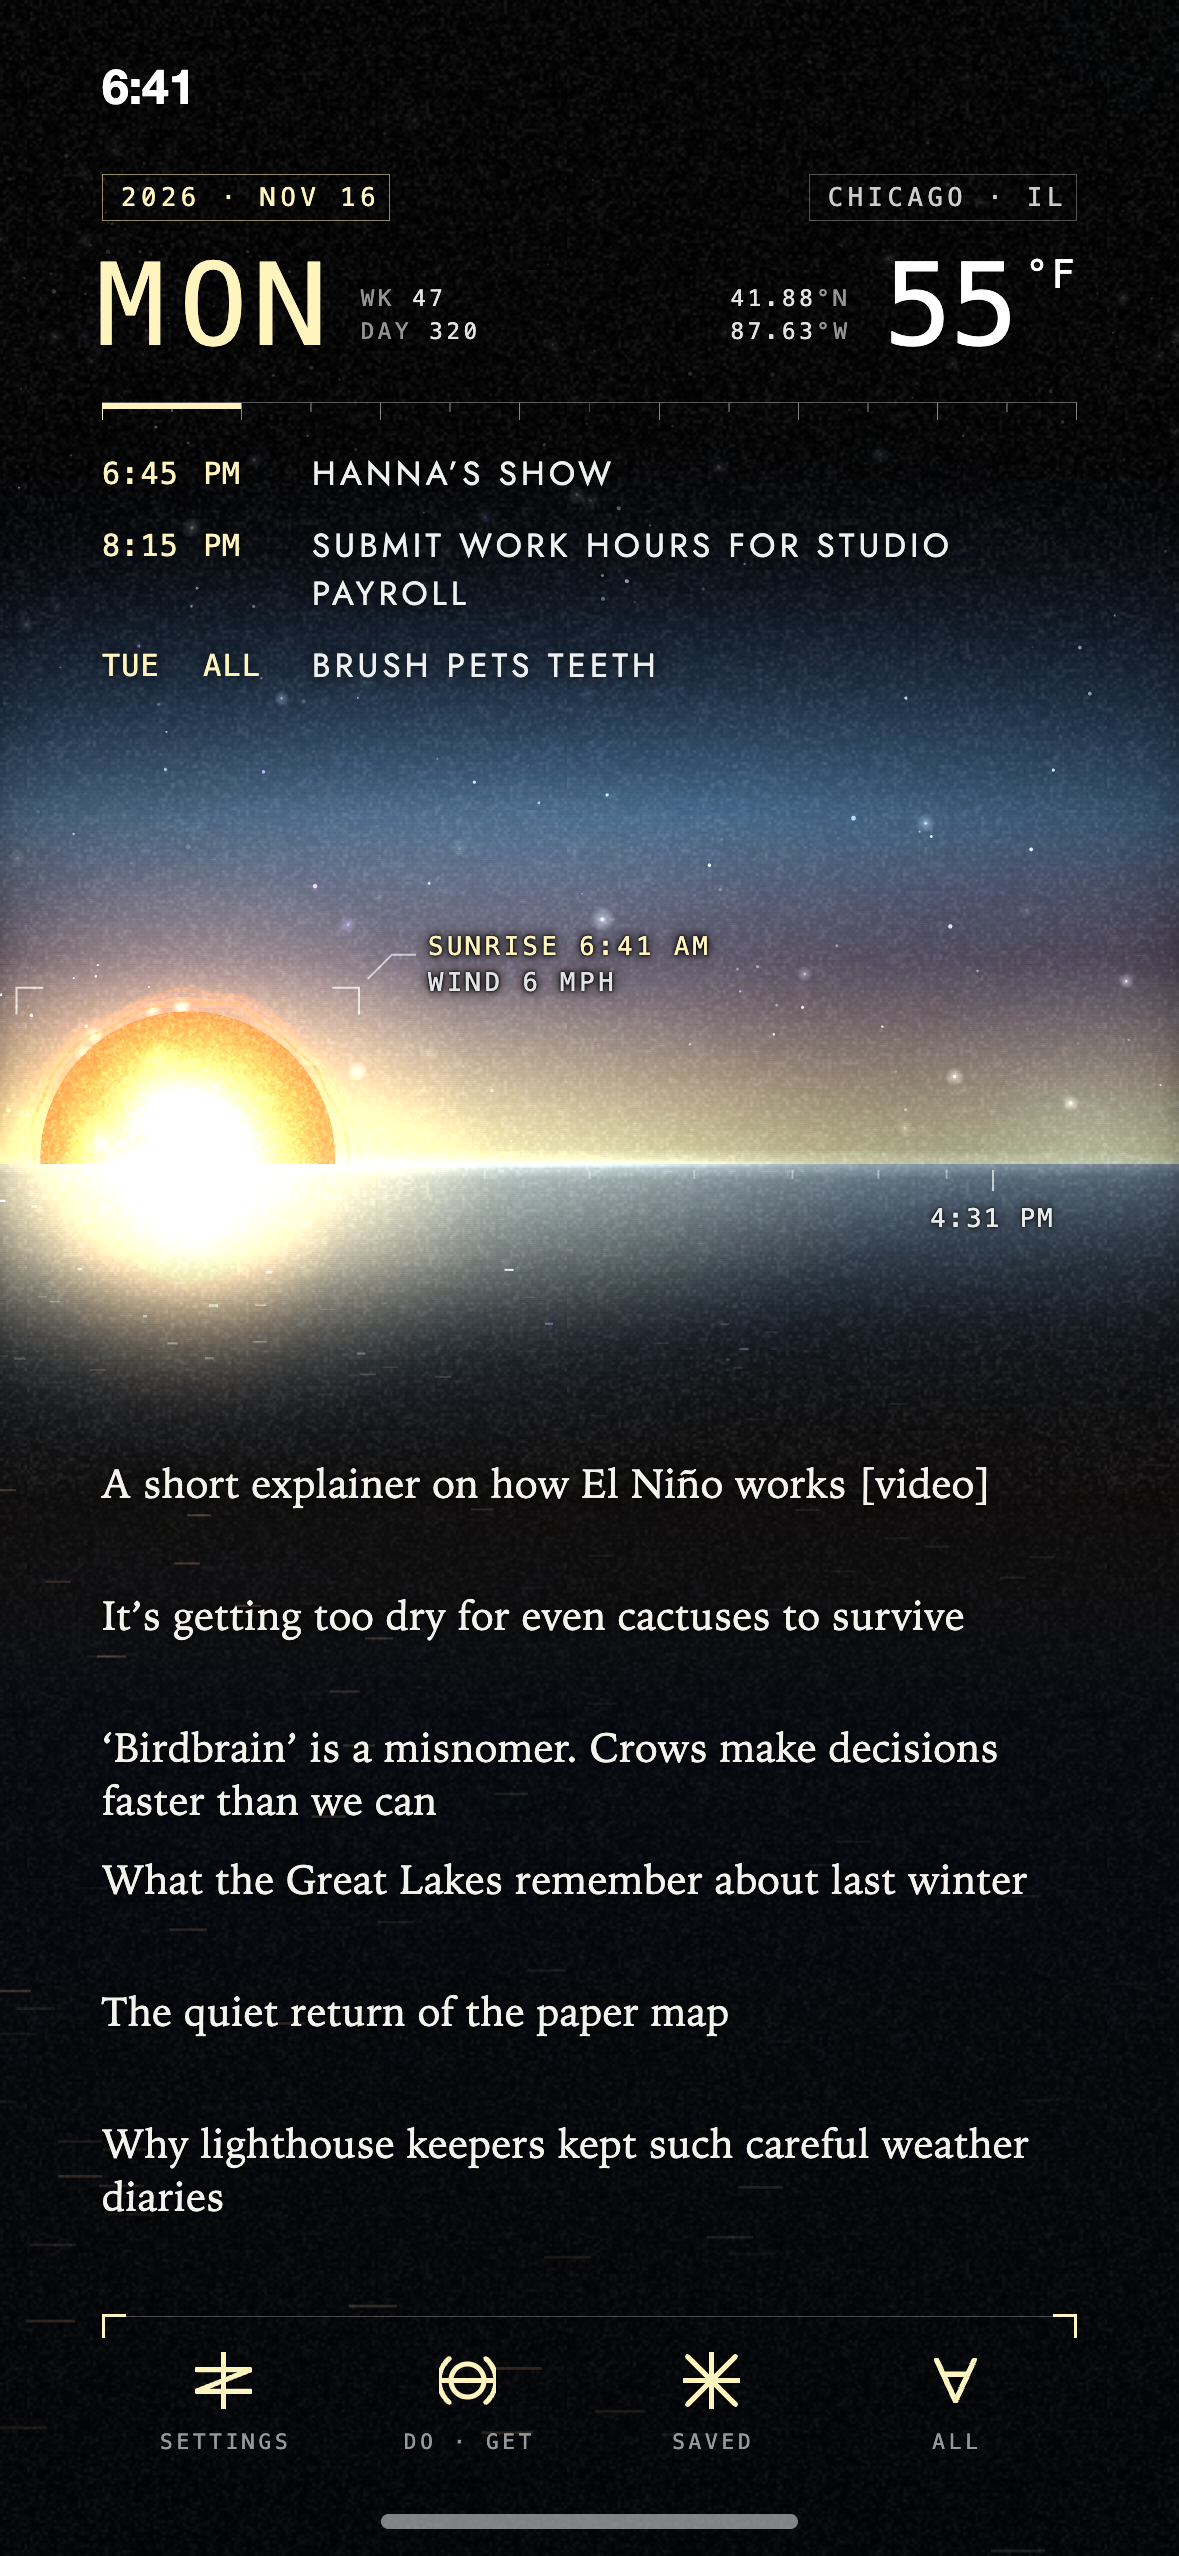 6:41
2026 · NOV 16
CHICAGO · IL
MON
WK 47
DAY 320
41.88°N
87.63°W
55°F
6:45 PM HANNA’S SHOW
8:15 PM SUBMIT WORK HOURS FOR STUDIO
PAYROLL
TUE ALL BRUSH PETS TEETH
SUNRISE 6:41 AM
WIND 6 MPH
4:31 PM
A short explainer on how El Niño works [video]
It’s getting too dry for even cactuses to survive
‘Birdbrain’ is a misnomer. Crows make decisions
faster than we can
What the Great Lakes remember about last winter
The quiet return of the paper map
Why lighthouse keepers kept such careful weather
diaries
SETTINGS
DO · GET
SAVED
ALL